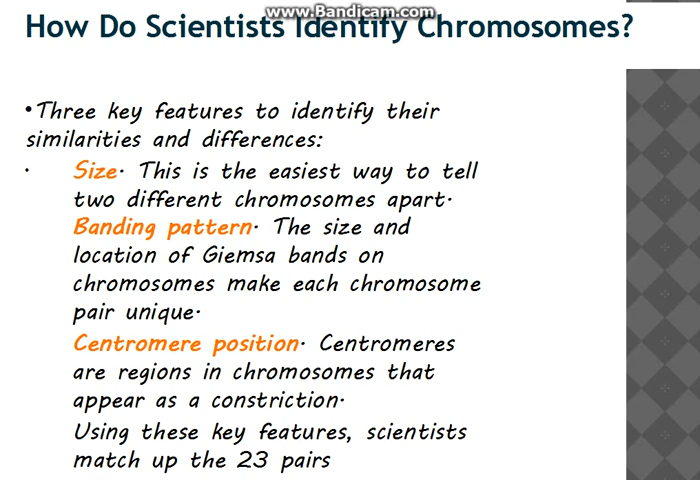 www.Bandicam.com
How Do Scientists Identify Chromosomes?
•Three key features to identify their
similarities and differences:
· Size. This is the easiest way to tell
two different chromosomes apart.
Banding pattern. The size and
location of Giemsa bands on
chromosomes make each chromosome
pair unique.
Centromere position. Centromeres
are regions in chromosomes that
appear as a constriction.
Using these key features, scientists
match up the 23 pairs